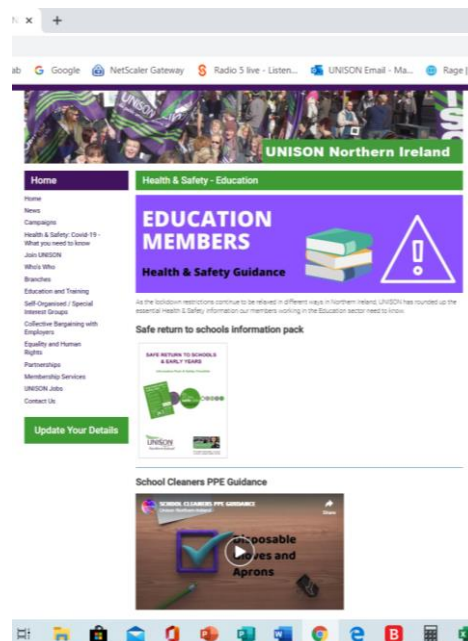 +
ab Google NetScaler Gateway Radio 5 live - Listen... UNISON Email - Ma... Rage |
UNISON
UNISON Northern Ireland
Home
Home
News
Campaigns
Health & Safety: Covid-19 -
What you need to know
Join UNISON
Who's Who
Branches
Education and Training
Self-Organised / Special
Interest Groups
Collective Bargaining with
Employers
Equality and Human
Rights
Partnerships
Membership Services
UNISON Jobs
Contact Us
Update Your Details
Health & Safety - Education
EDUCATION
MEMBERS
Health & Safety Guidance
As the lockdown restrictions continue to be relaxed in different ways in Northern Ireland, UNISON has rounded up the
essential Health & Safety information our members working in the Education sector need to know.
Safe return to schools information pack
SAFE RETURN TO SCHOOLS
& EARLY YEARS
UNISON
School Cleaners PPE Guidance
SCHOOL CLEANERS PPE GUIDANCE
Unison Northern Ireland
Share
Disposable
Gloves and
Aprons